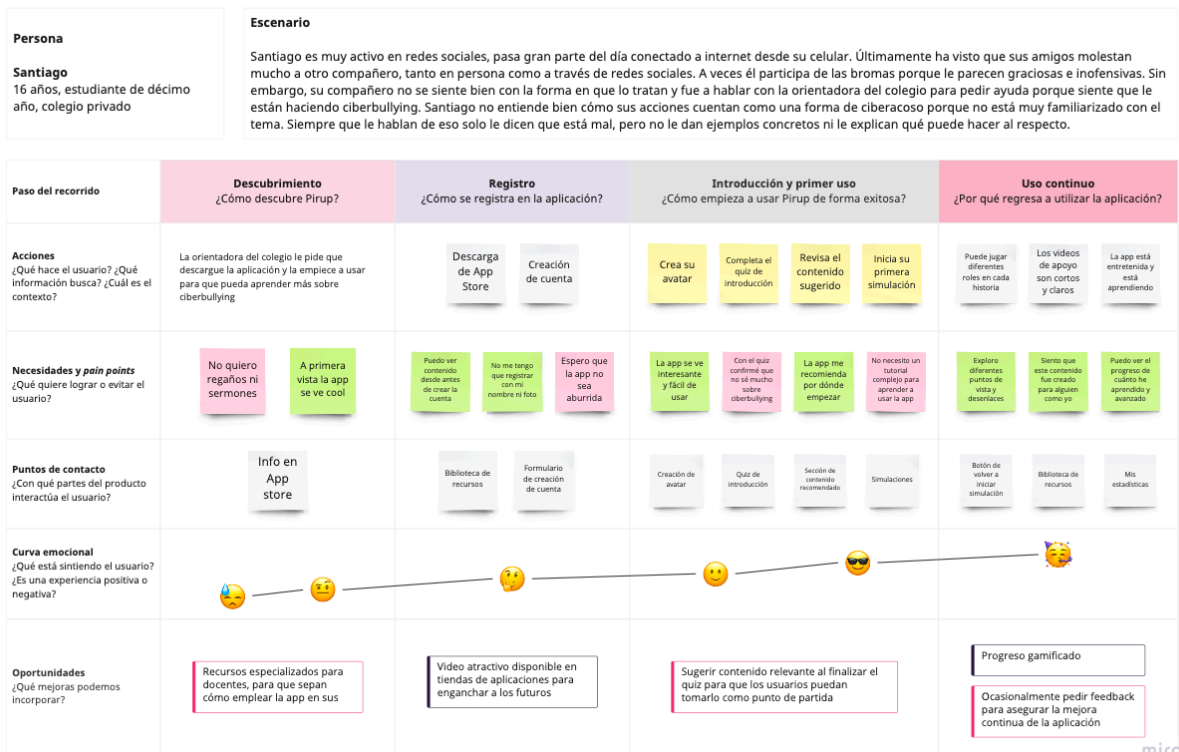 Persona
Santiago
16 años, estudiante de décimo
año, colegio privado
Escenario
Santiago es muy activo en redes sociales, pasa gran parte del día conectado a internet desde su celular. Últimamente ha visto que sus amigos molestan
mucho a otro compañero, tanto en persona como a través de redes sociales. A veces él participa de las bromas porque le parecen graciosas e inofensivas. Sin
embargo, su compañero no se siente bien con la forma en que lo tratan y fue a hablar con la orientadora del colegio para pedir ayuda porque siente que le
están haciendo ciberbullying. Santiago no entiende bien cómo sus acciones cuentan como una forma de ciberacoso porque no está muy familiarizado con el
tema. Siempre que le hablan de eso solo le dicen que está mal, pero no le dan ejemplos concretos ni le explican qué puede hacer al respecto.
Paso del recorrido
Descubrimiento
¿Cómo descubre Pirup?
Registro
¿Cómo se registra en la aplicación?
Introducción y primer uso
¿Cómo empieza a usar Pirup de forma exitosa?
Uso continuo
¿Por qué regresa a utilizar la aplicación?
Acciones
¿Qué hace el usuario? ¿Qué
información busca? ¿Cuál es el
contexto?
La orientadora del colegio le pide que
descargue la aplicación y la empiece a usar
para que pueda aprender más sobre
ciberbullying
Descarga
de App
Store
Creación
de cuenta
Crea su
avatar
Completa el
quiz de
introducción
Revisa el
contenido
sugerido
Inicia su
primera
simulación
Puede jugar
diferentes
roles en cada
historia
Los videos
de apoyo
son cortos
y claros
La app está
entretenida y
está
aprendiendo
Necesidades y pain points
¿Qué quiere lograr o evitar el
usuario?
No quiero
regaños ni
sermones
A primera
vista la app
se ve cool
Puedo ver
contenido
desde antes
de crear la
cuenta
No me tengo
que registrar
con mi
nombre ni foto
Espero que
la app no
sea
aburrida
La app se ve
interesante
y fácil de
usar
Con el quiz
confirmé que
no sé mucho
sobre
ciberbullying
La app me
recomienda
por dónde
empezar
No necesito un
tutorial
complejo para
aprender a
usar la app
Exploro
diferentes
puntos de
vista y
desenlaces
Siento que
este contenido
fue creado
para alguien
como yo
Puedo ver el
progreso de
cuánto he
aprendido y
avanzado
Puntos de contacto
¿Con qué partes del producto
interactúa el usuario?
Info en
App
store
Biblioteca de
recursos
Formulario
de creación
de cuenta
Creación de
avatar
Quiz de
introducción
Sección de
contenido
recomendado
Simulaciones
Botón de
volver a
iniciar
simulación
Biblioteca de
recursos
Mis
estadísticas
Curva emocional
¿Qué está sintiendo el usuario?
¿Es una experiencia positiva o
negativa?
Oportunidades
¿Qué mejoras podemos
incorporar?
Recursos especializados para
docentes, para que sepan
cómo emplear la app en sus
Video atractivo disponible en
tiendas de aplicaciones para
enganchar a los futuros
Sugerir contenido relevante al finalizar el
quiz para que los usuarios puedan
tomarlo como punto de partida
Progreso gamificado
Ocasionalmente pedir feedback
para asegurar la mejora
continua de la aplicación
miro